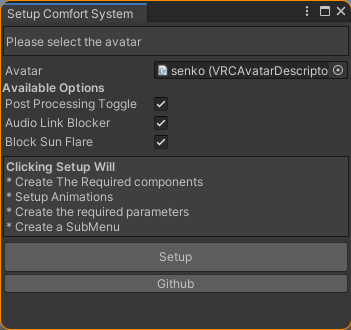 Setup Comfort System
Please select the avatar
Avatar senko (VRCAvatarDescripto
Available Options
Post Processing Toggle
Audio Link Blocker
Block Sun Flare
Clicking Setup Will
* Create The Required components
* Setup Animations
* Create the required parameters
* Create a SubMenu
Setup
Github